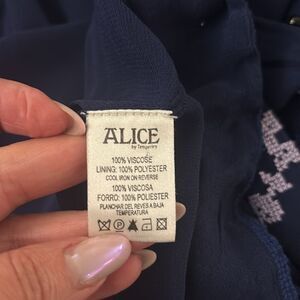 ALICE
by Temperley
100% VISCOSE
LINING: 100% POLYESTER
COOL IRON ON REVERSE
100% VISCOSA
FORRO: 100% POLIESTER
PLANCHAR DEL REVES A BAJA
TEMPERATURA